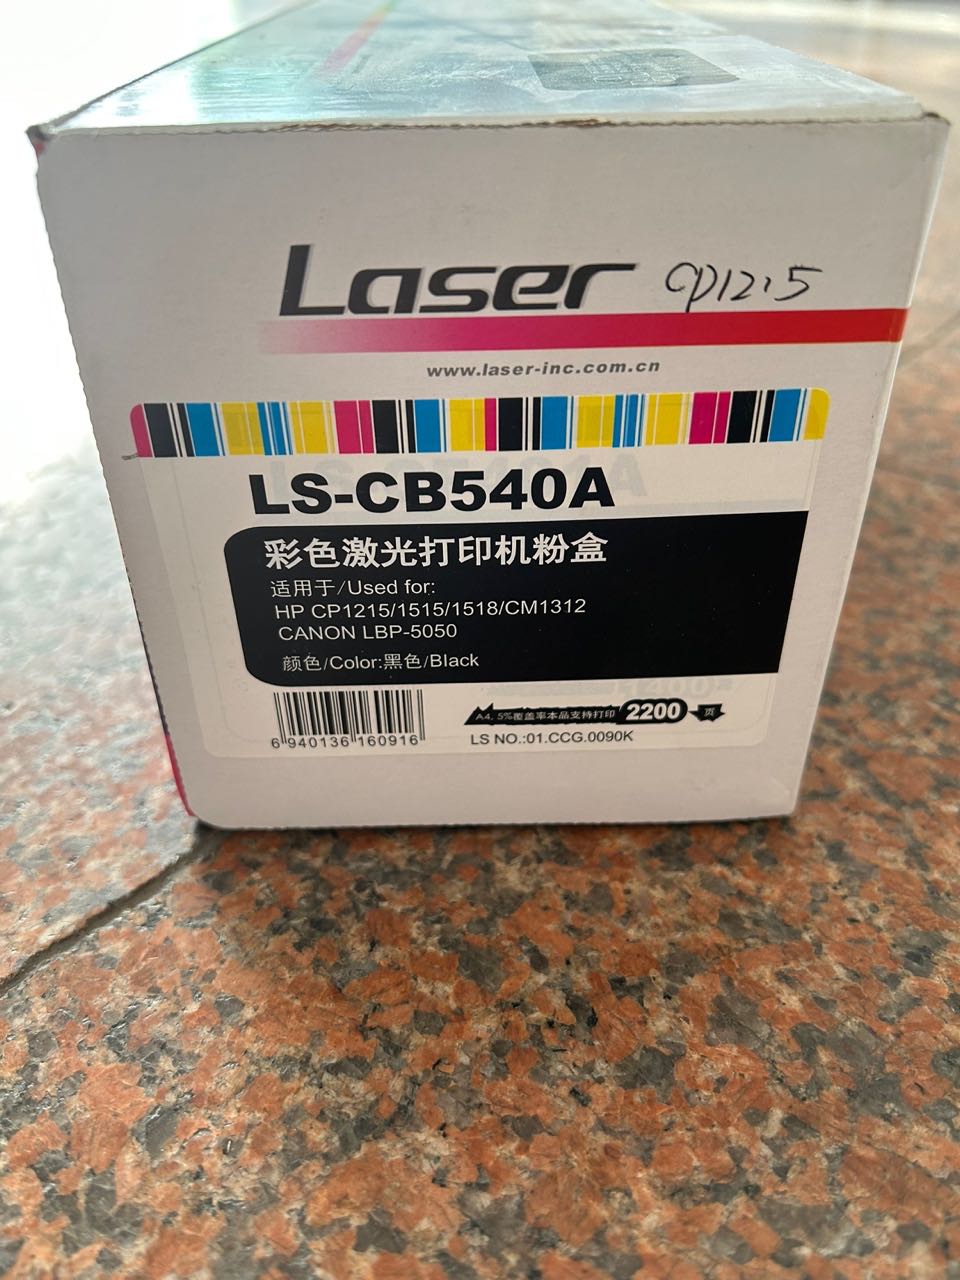 Laser cp1215
www.laser-inc.com.cn
LS-CB540A
彩色激光打印机粉盒
适用于/Used for:
HP CP1215/1515/1518/CM1312
CANON LBP-5050
颜色/Color:黑色/Black
A4, 5%覆盖率本品支持打印 2200 页
6 940136 160916
LS NO.:01.CCG.0090K